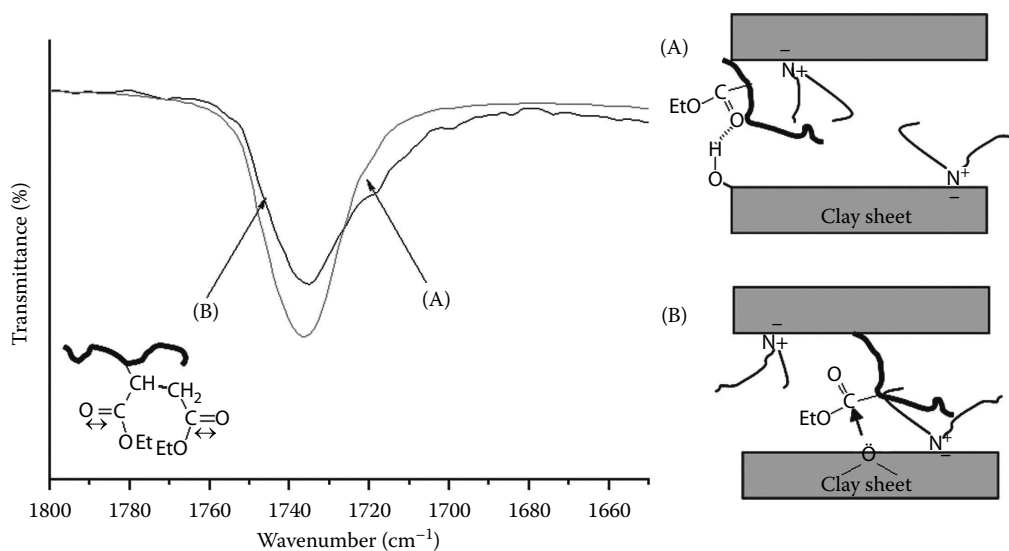 Transmittance (%)
(B)
(A)
CH
CH₂
O=C
C=O
OEt
EtO
1800 1780 1760 1740 1720 1700 1680 1660
Wavenumber (cm⁻¹)
(A)
−
N+
EtO
C
O
H
O
N+
−
Clay sheet
(B)
−
N+
O
C
EtO
N+
−
Ö
Clay sheet